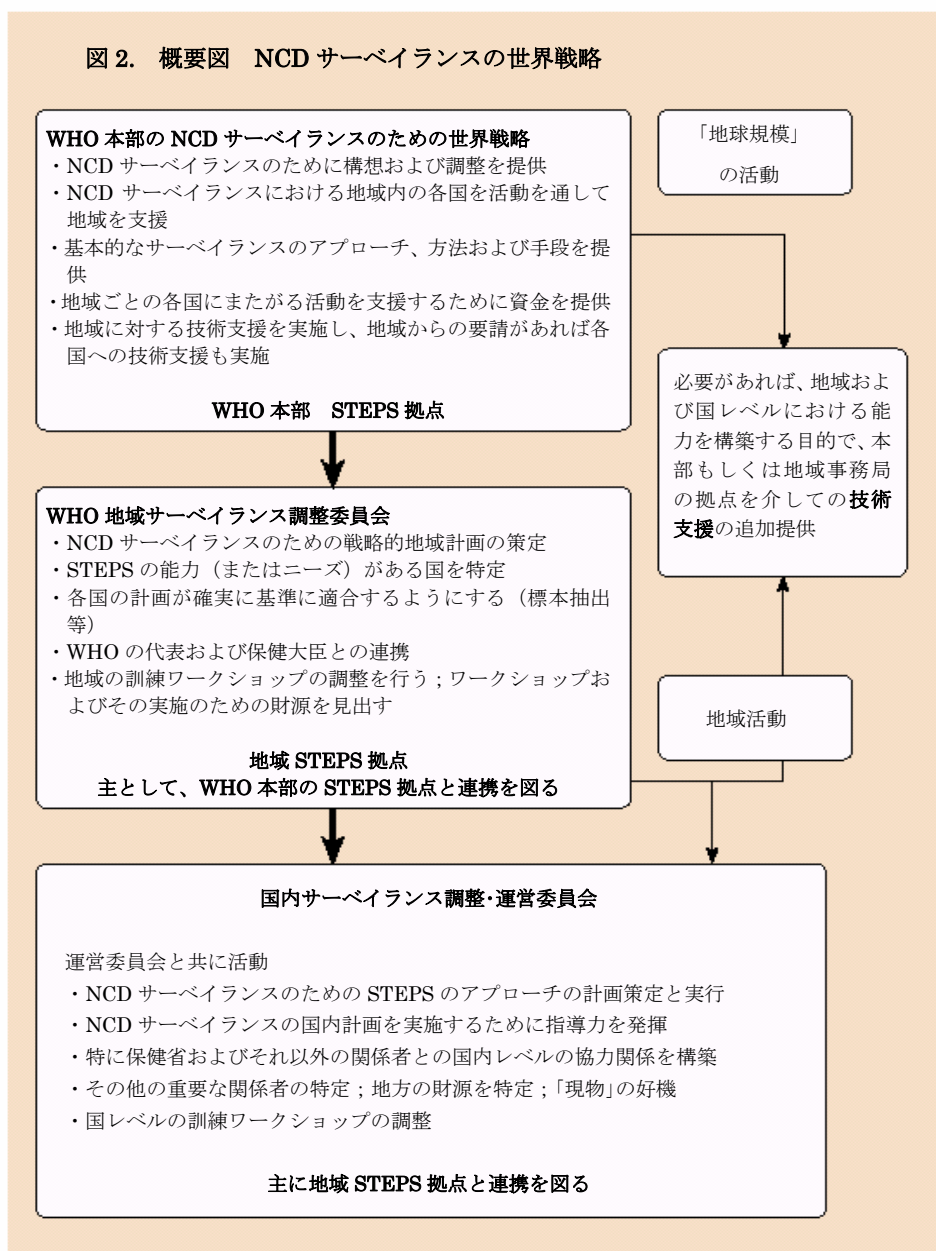 図 2. 概要図 NCD サーベイランスの世界戦略
WHO 本部の NCD サーベイランスのための世界戦略
・NCD サーベイランスのために構想および調整を提供
・NCD サーベイランスにおける地域内の各国を活動を通して
地域を支援
・基本的なサーベイランスのアプローチ、方法および手段を提
供
・地域ごとの各国にまたがる活動を支援するために資金を提供
・地域に対する技術支援を実施し、地域からの要請があれば各
国への技術支援も実施
WHO 本部 STEPS 拠点
「地球規模」
の活動
必要があれば、地域およ
び国レベルにおける能
力を構築する目的で、本
部もしくは地域事務局
の拠点を介しての技術
支援の追加提供
WHO 地域サーベイランス調整委員会
・NCD サーベイランスのための戦略的地域計画の策定
・STEPS の能力（またはニーズ）がある国を特定
・各国の計画が確実に基準に適合するようにする（標本抽出
等）
・WHO の代表および保健大臣との連携
・地域の訓練ワークショップの調整を行う；ワークショップお
よびその実施のための財源を見出す
地域 STEPS 拠点
主として、WHO 本部の STEPS 拠点と連携を図る
地域活動
国内サーベイランス調整･運営委員会
運営委員会と共に活動
・NCD サーベイランスのための STEPS のアプローチの計画策定と実行
・NCD サーベイランスの国内計画を実施するために指導力を発揮
・特に保健省およびそれ以外の関係者との国内レベルの協力関係を構築
・その他の重要な関係者の特定；地方の財源を特定；「現物」の好機
・国レベルの訓練ワークショップの調整
主に地域 STEPS 拠点と連携を図る